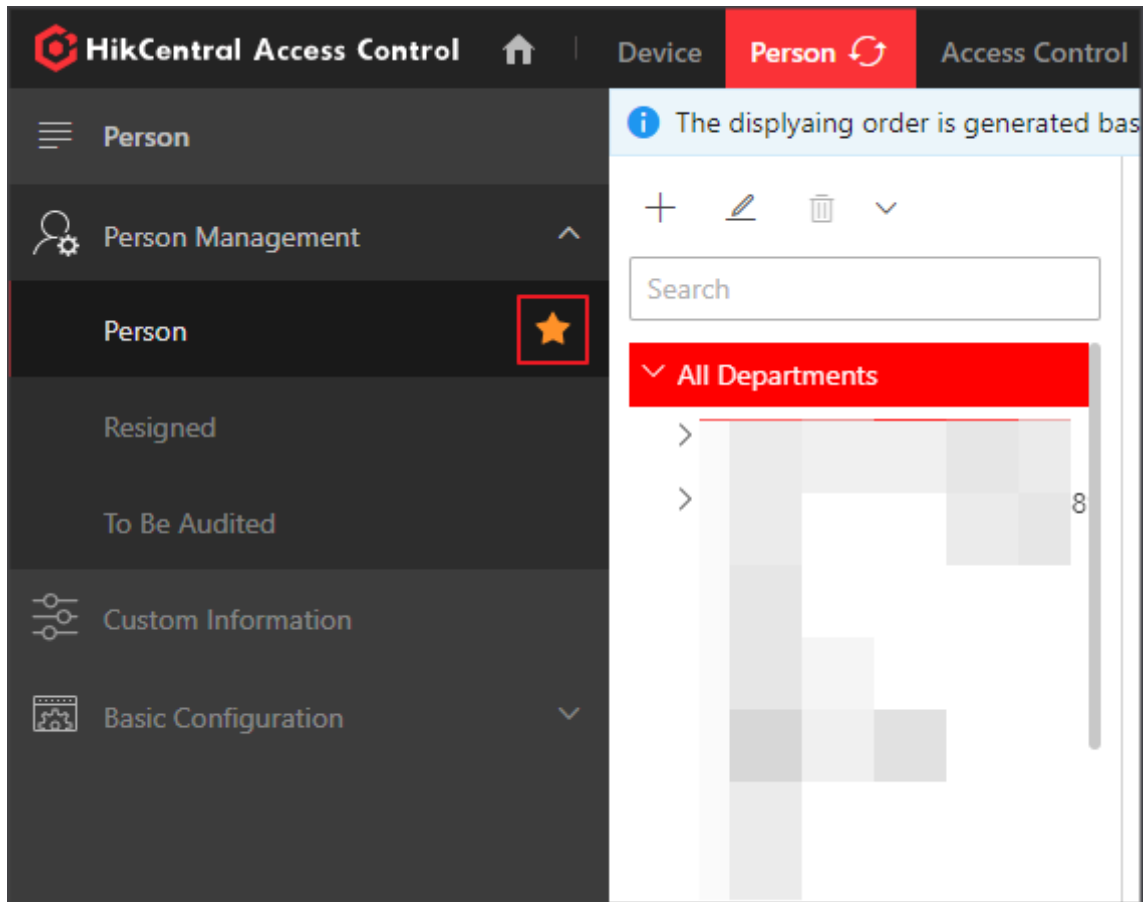 HikCentral Access Control
Device
Person
Access Control
Person
The displyaing order is generated bas
Person Management
Person
Resigned
To Be Audited
Custom Information
Basic Configuration
Search
All Departments
8